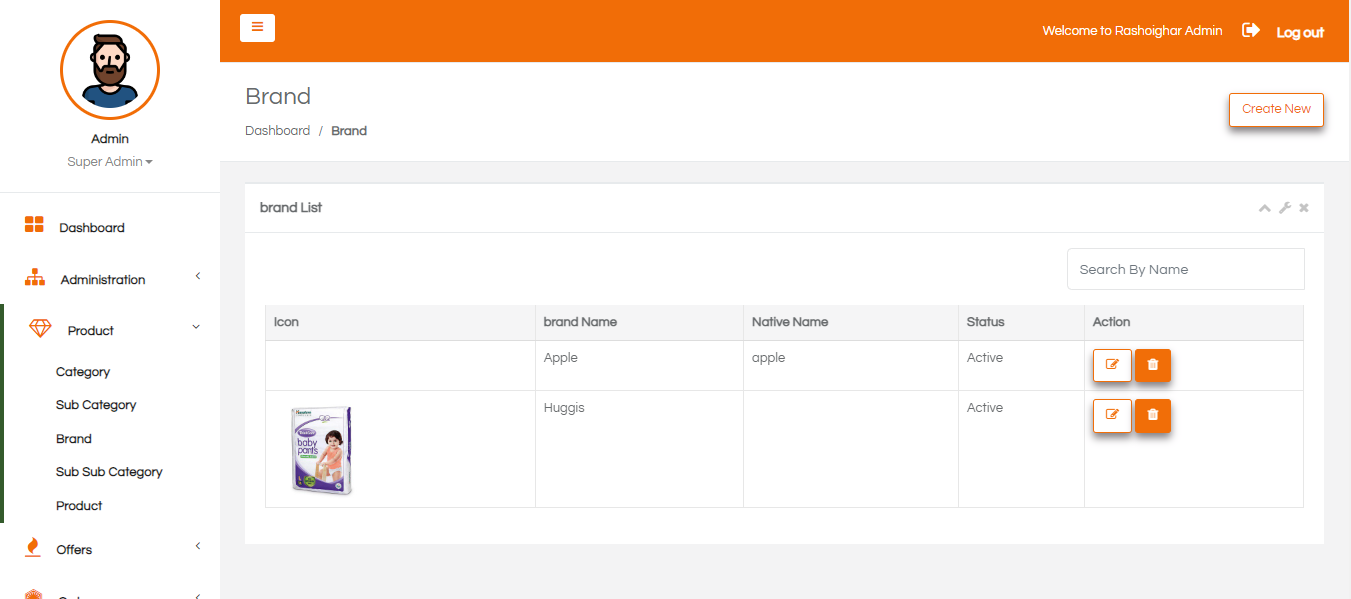 Welcome to Rashoighar Admin
Log out
Admin
Super Admin
Dashboard
Administration
Product
Category
Sub Category
Brand
Sub Sub Category
Product
Offers
Brand
Dashboard / Brand
Create New
brand List
Search By Name
Icon brand Name Native Name Status Action
Apple apple Active
Huggis Active
baby
pants